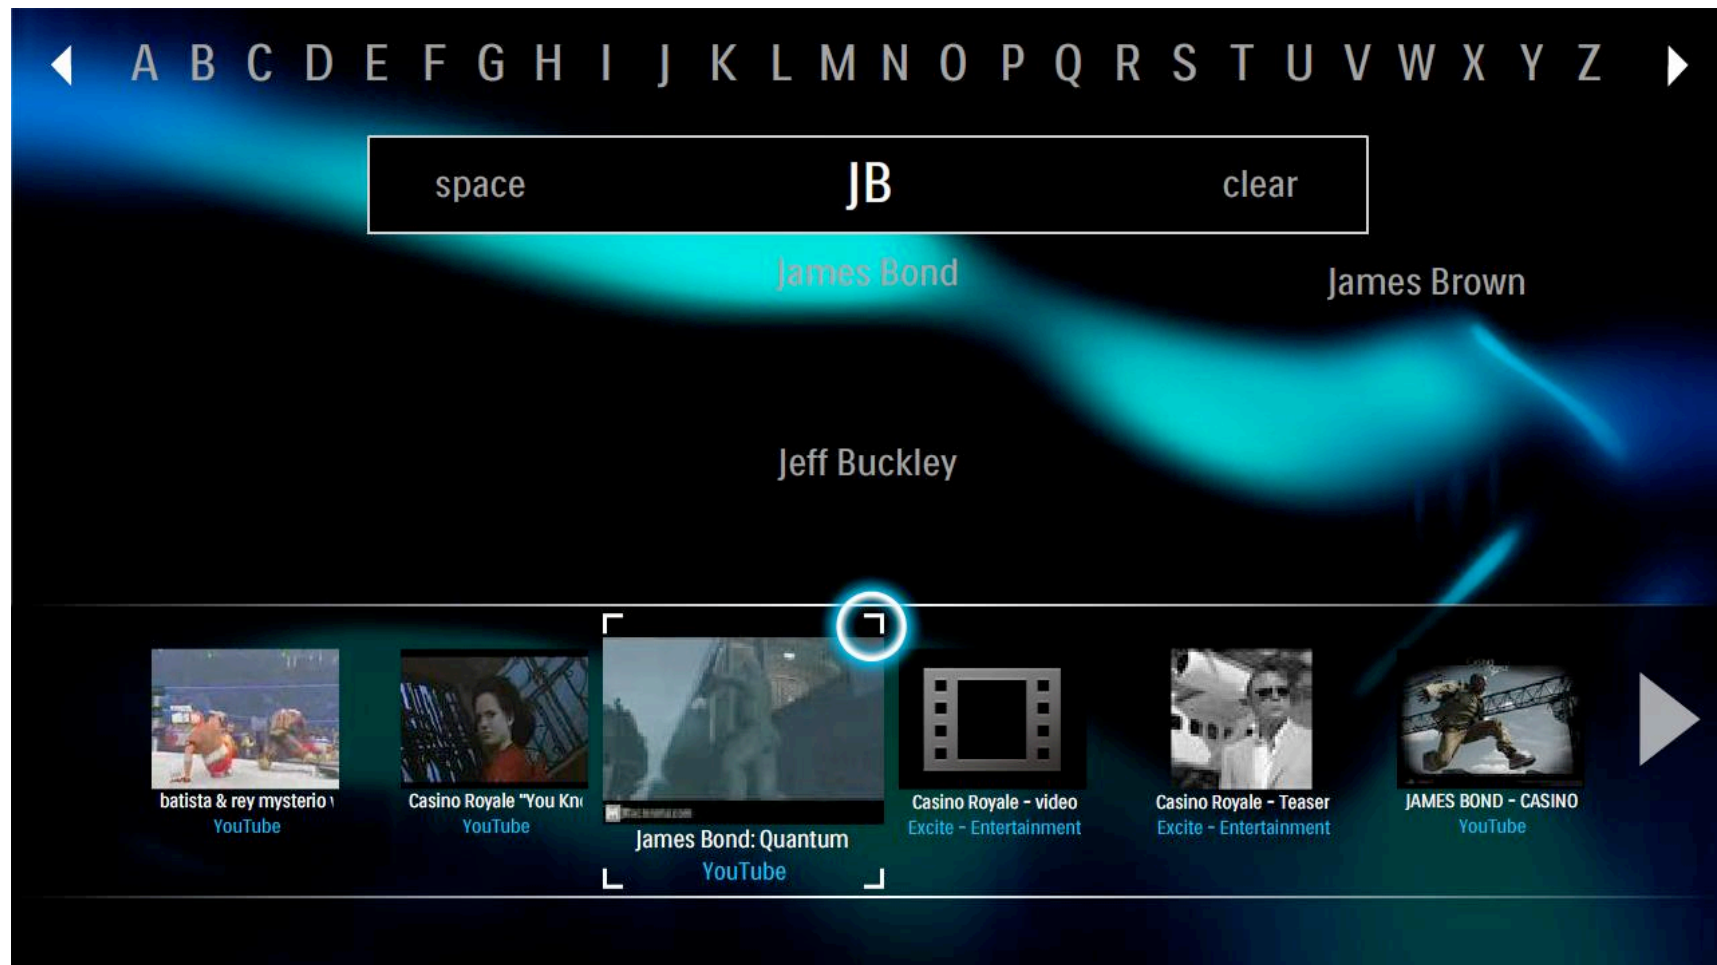 A B C D E F G H I J K L M N O P Q R S T U V W X Y Z
space JB clear
James Bond James Brown
Jeff Buckley
batista & rey mysterio
YouTube
Casino Royale "You Kn
YouTube
James Bond: Quantum
YouTube
Casino Royale - video
Excite - Entertainment
Casino Royale - Teaser
Excite - Entertainment
JAMES BOND - CASINO
YouTube